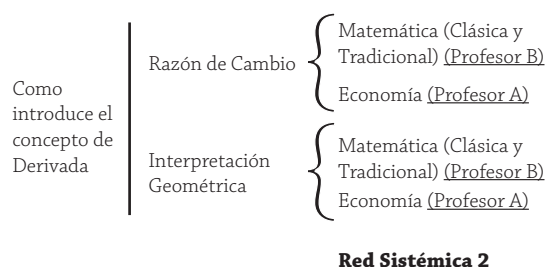 Como
introduce el
concepto de
Derivada
Razón de Cambio
Matemática (Clásica y
Tradicional) (Profesor B)
Economía (Profesor A)
Interpretación
Geométrica
Matemática (Clásica y
Tradicional) (Profesor B)
Economía (Profesor A)
Red Sistémica 2